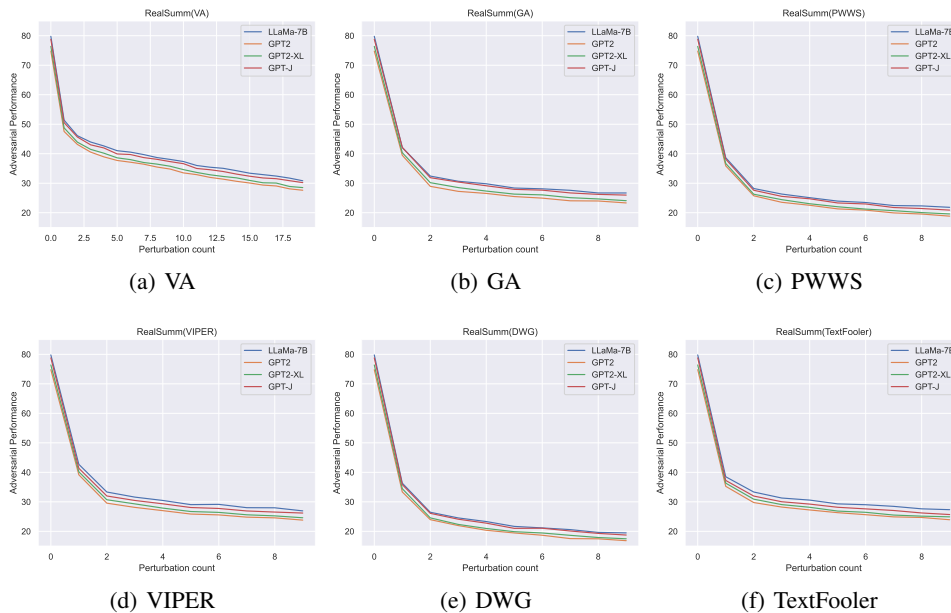 RealSumm(VA)
Adversarial Performance
80
70
60
50
40
30
20
LLaMa-7B
GPT2
GPT2-XL
GPT-J
0.0 2.5 5.0 7.5 10.0 12.5 15.0 17.5
Perturbation count
(a) VA
RealSumm(GA)
Adversarial Performance
80
70
60
50
40
30
20
LLaMa-7B
GPT2
GPT2-XL
GPT-J
0 2 4 6 8
Perturbation count
(b) GA
RealSumm(PWWS)
Adversarial Performance
80
70
60
50
40
30
20
LLaMa-7B
GPT2
GPT2-XL
GPT-J
0 2 4 6 8
Perturbation count
(c) PWWS
RealSumm(VIPER)
Adversarial Performance
80
70
60
50
40
30
20
LLaMa-7B
GPT2
GPT2-XL
GPT-J
0 2 4 6 8
Perturbation count
(d) VIPER
RealSumm(DWG)
Adversarial Performance
80
70
60
50
40
30
20
LLaMa-7B
GPT2
GPT2-XL
GPT-J
0 2 4 6 8
Perturbation count
(e) DWG
RealSumm(TextFooler)
Adversarial Performance
80
70
60
50
40
30
20
LLaMa-7B
GPT2
GPT2-XL
GPT-J
0 2 4 6 8
Perturbation count
(f) TextFooler